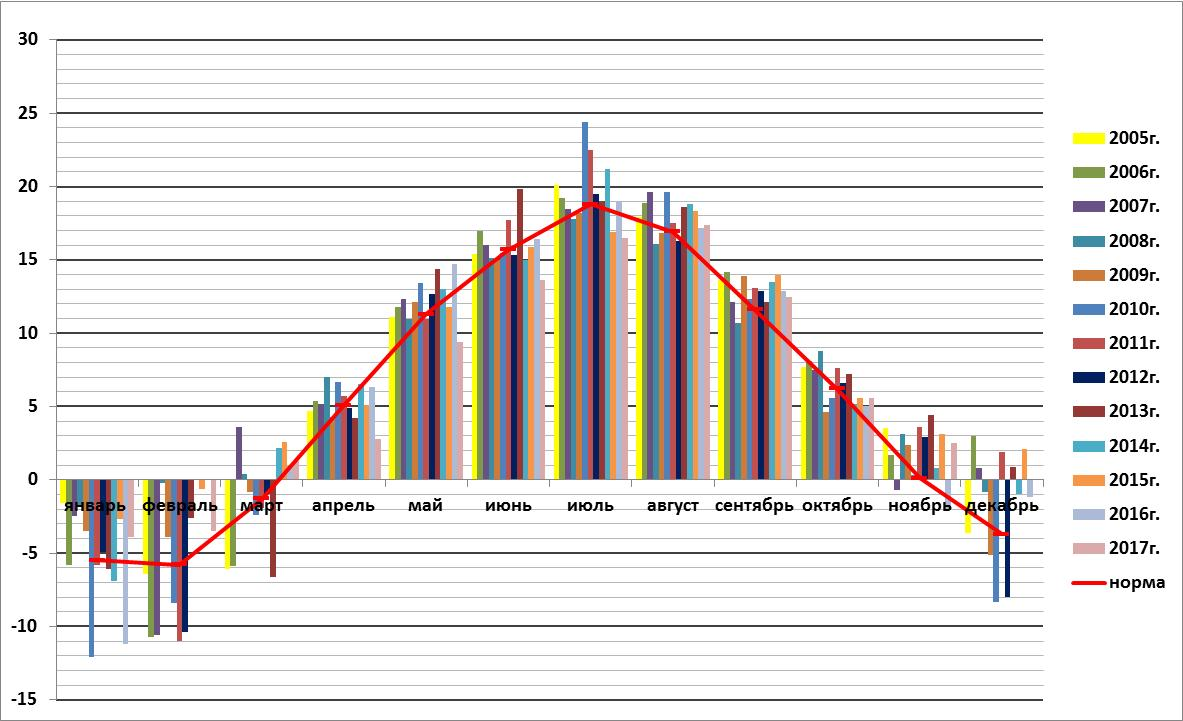 30
25
20
15
10
5
0
-5
-10
-15
январь февраль март апрель май июнь июль август сентябрь октябрь ноябрь декабрь
2005г.
2006г.
2007г.
2008г.
2009г.
2010г.
2011г.
2012г.
2013г.
2014г.
2015г.
2016г.
2017г.
норма